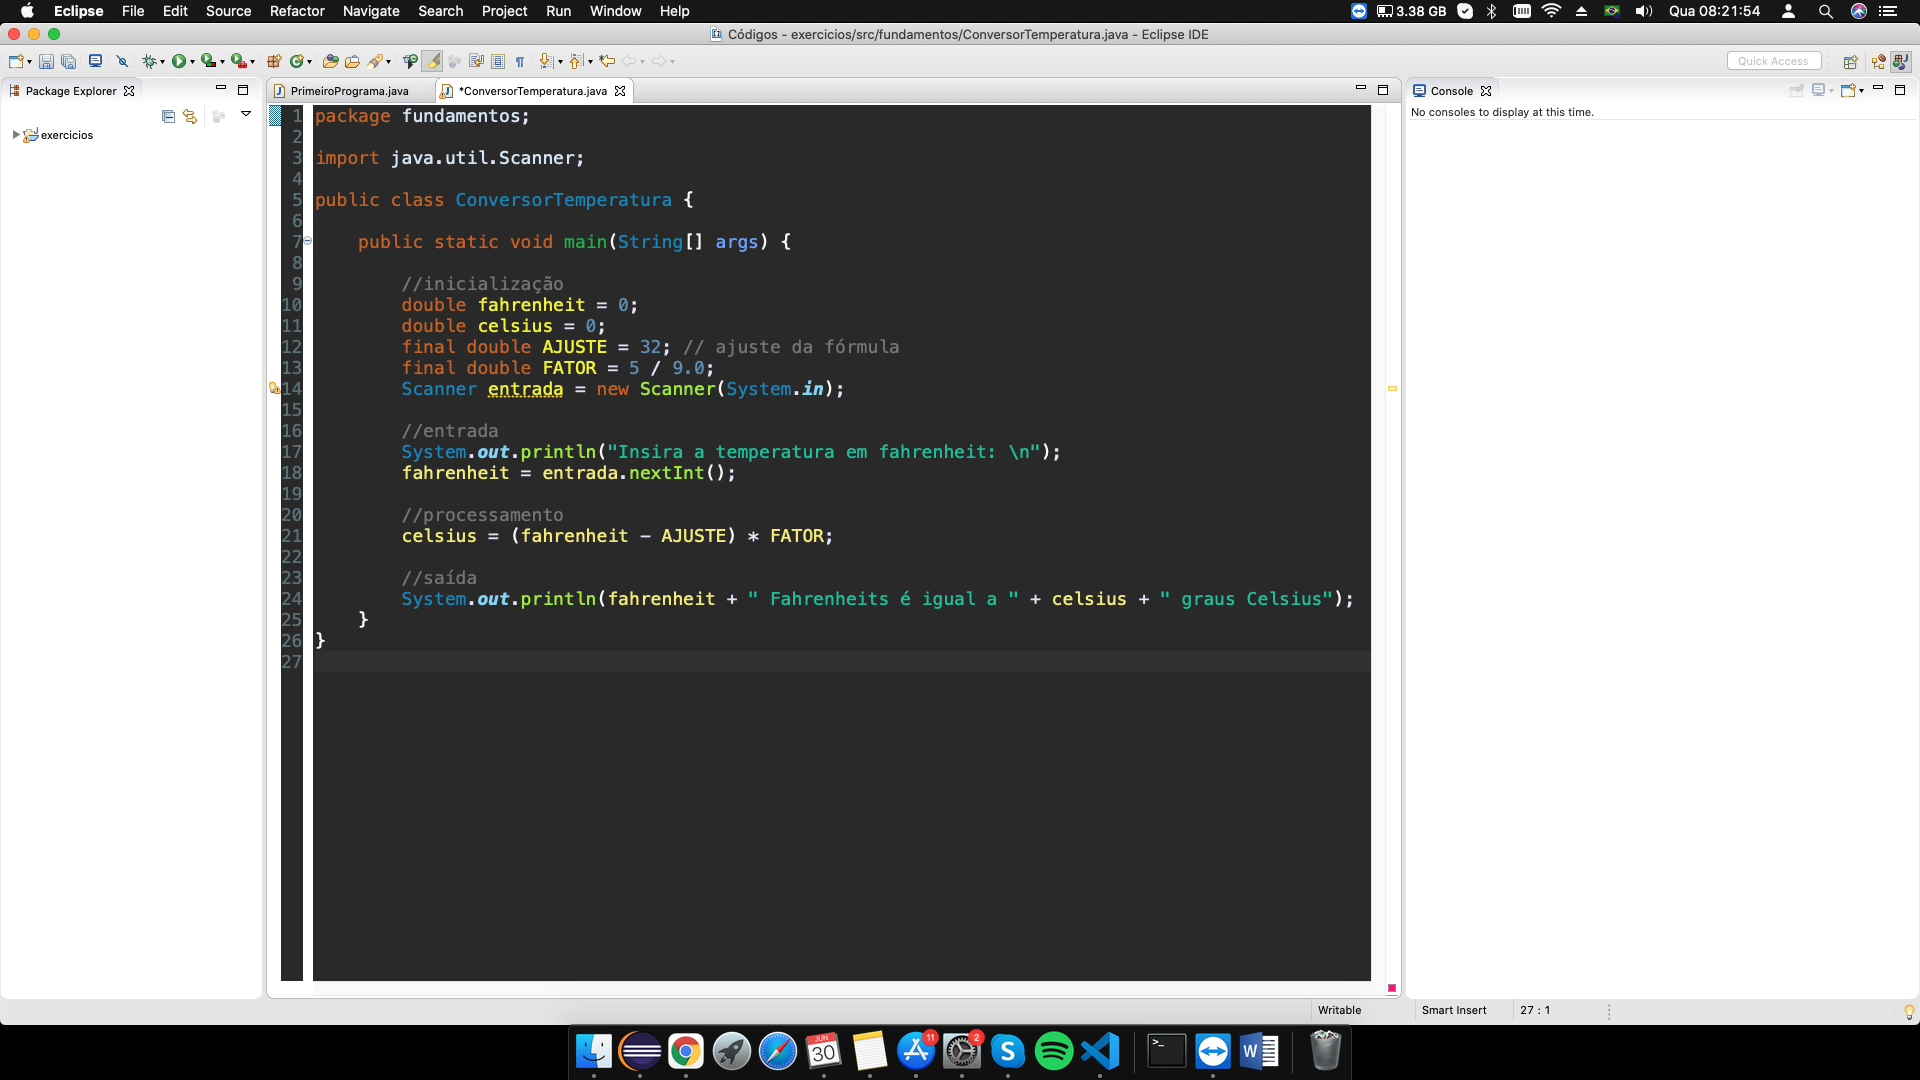 Eclipse File Edit Source Refactor Navigate Search Project Run Window Help 3.38 GB Qua 08:21:54
Códigos - exercicios/src/fundamentos/ConversorTemperatura.java - Eclipse IDE
Quick Access
Package Explorer
exercicios
PrimeiroPrograma.java *ConversorTemperatura.java
1 package fundamentos;
2
3 import java.util.Scanner;
4
5 public class ConversorTemperatura {
6
7 public static void main(String[] args) {
8
9 //inicialização
10 double fahrenheit = 0;
11 double celsius = 0;
12 final double AJUSTE = 32; // ajuste da fórmula
13 final double FATOR = 5 / 9.0;
14 Scanner entrada = new Scanner(System.in);
15
16 //entrada
17 System.out.println("Insira a temperatura em fahrenheit: \n");
18 fahrenheit = entrada.nextInt();
19
20 //processamento
21 celsius = (fahrenheit - AJUSTE) * FATOR;
22
23 //saída
24 System.out.println(fahrenheit + " Fahrenheits é igual a " + celsius + " graus Celsius");
25 }
26 }
27
Console
No consoles to display at this time.
Writable Smart Insert 27 : 1
JUN
30
11
2
S
>_
W